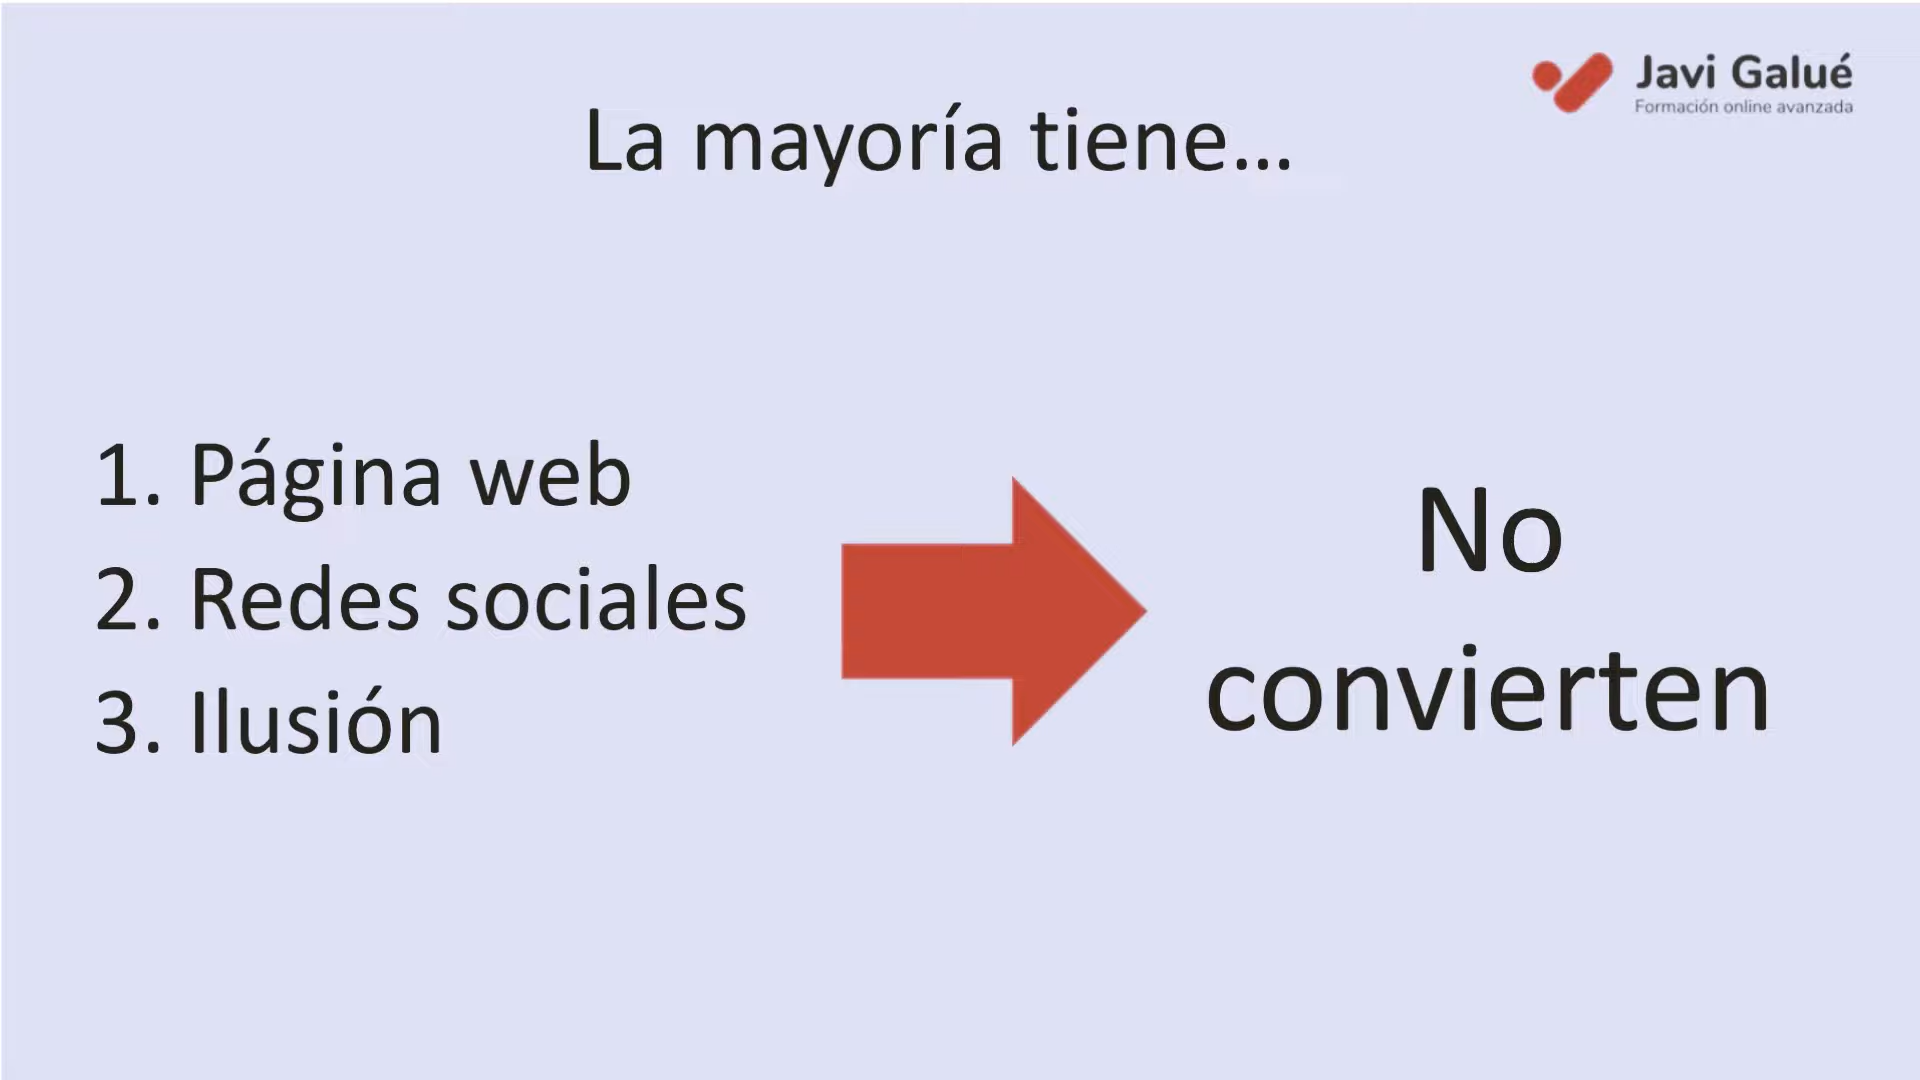 Javi Galué
Formación online avanzada
La mayoría tiene...
1. Página web
2. Redes sociales
3. Ilusión
No
convierten